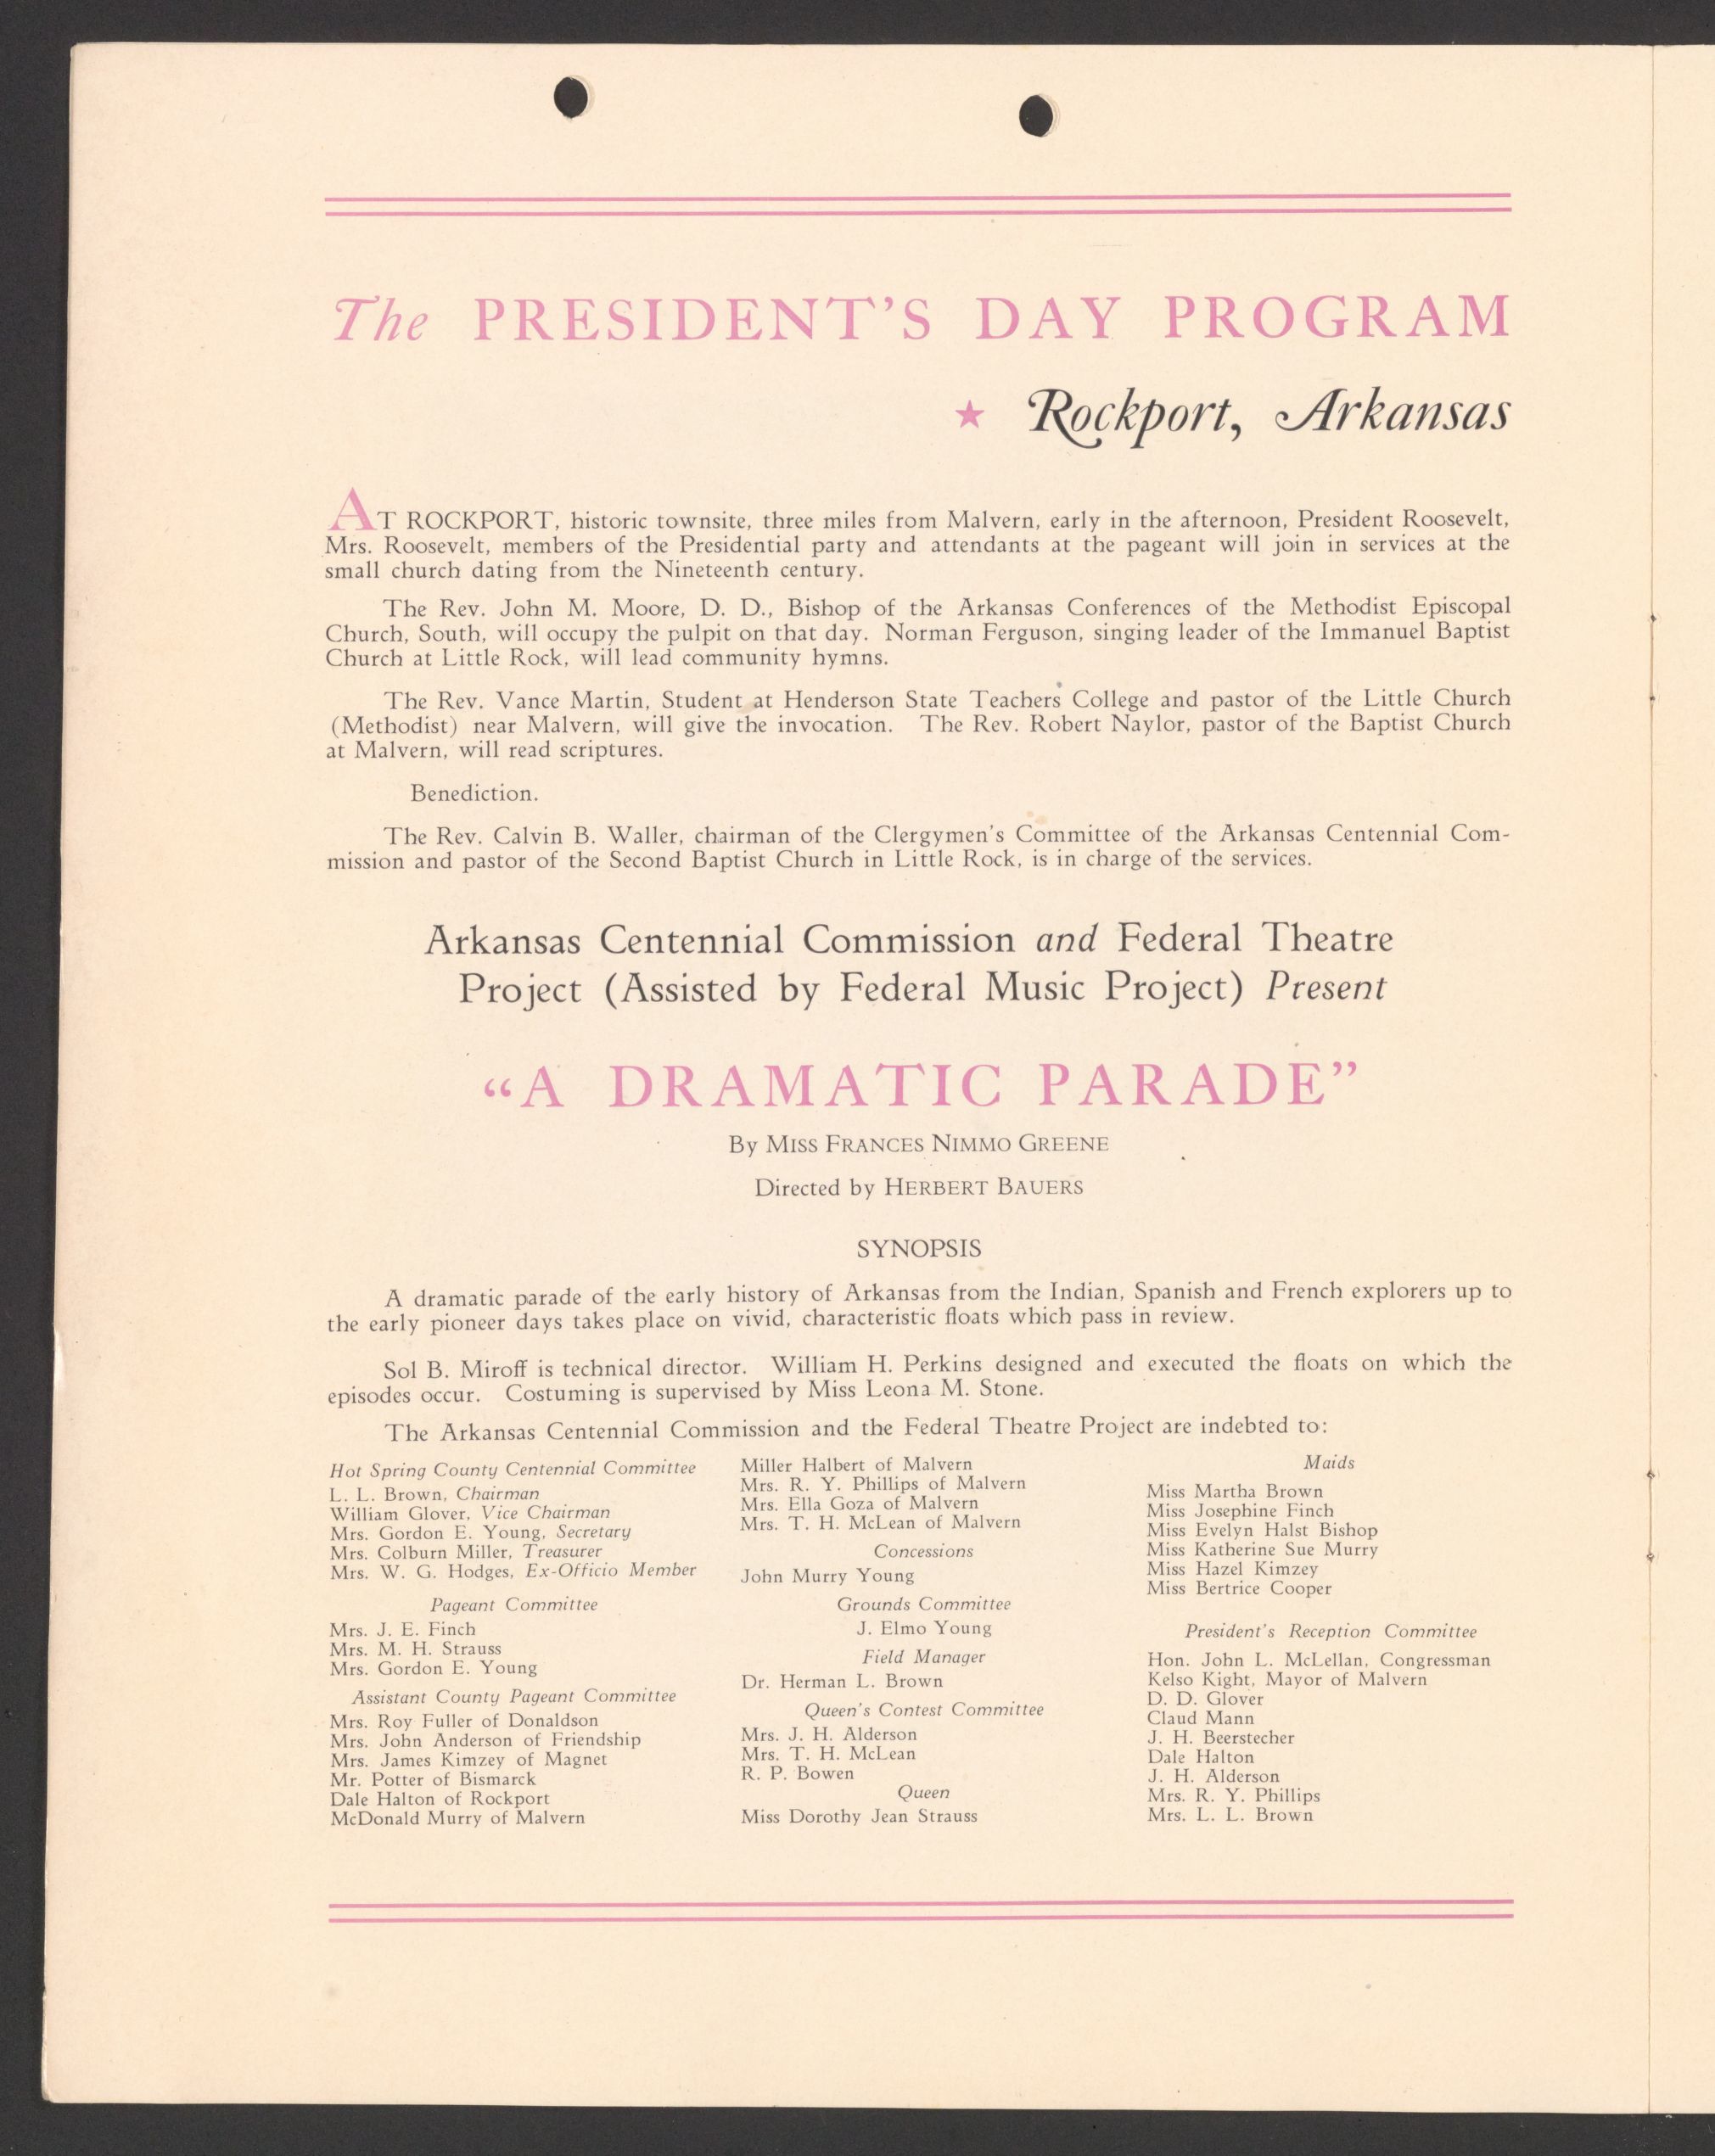 The PRESIDENT'S DAY PROGRAM
★ Rockport, Arkansas
AT ROCKPORT, historic townsite, three miles from Malvern, early in the afternoon, President Roosevelt,
Mrs. Roosevelt, members of the Presidential party and attendants at the pageant will join in services at the
small church dating from the Nineteenth century.
The Rev. John M. Moore, D. D., Bishop of the Arkansas Conferences of the Methodist Episcopal
Church, South, will occupy the pulpit on that day. Norman Ferguson, singing leader of the Immanuel Baptist
Church at Little Rock, will lead community hymns.
The Rev. Vance Martin, Student at Henderson State Teachers College and pastor of the Little Church
(Methodist) near Malvern, will give the invocation. The Rev. Robert Naylor, pastor of the Baptist Church
at Malvern, will read scriptures.
Benediction.
The Rev. Calvin B. Waller, chairman of the Clergymen's Committee of the Arkansas Centennial Com-
mission and pastor of the Second Baptist Church in Little Rock, is in charge of the services.
Arkansas Centennial Commission and Federal Theatre
Project (Assisted by Federal Music Project) Present
"A DRAMATIC PARADE"
By MISS FRANCES NIMMO GREENE
Directed by HERBERT BAUERS
SYNOPSIS
A dramatic parade of the early history of Arkansas from the Indian, Spanish and French explorers up to
the early pioneer days takes place on vivid, characteristic floats which pass in review.
Sol B. Miroff is technical director. William H. Perkins designed and executed the floats on which the
episodes occur. Costuming is supervised by Miss Leona M. Stone.
The Arkansas Centennial Commission and the Federal Theatre Project are indebted to:
Hot Spring County Centennial Committee
L. L. Brown, Chairman
William Glover, Vice Chairman
Mrs. Gordon E. Young, Secretary
Mrs. Colburn Miller, Treasurer
Mrs. W. G. Hodges, Ex-Officio Member
Pageant Committee
Mrs. J. E. Finch
Mrs. M. H. Strauss
Mrs. Gordon E. Young
Assistant County Pageant Committee
Mrs. Roy Fuller of Donaldson
Mrs. John Anderson of Friendship
Mrs. James Kimzey of Magnet
Mr. Potter of Bismarck
Dale Halton of Rockport
McDonald Murry of Malvern
Miller Halbert of Malvern
Mrs. R. Y. Phillips of Malvern
Mrs. Ella Goza of Malvern
Mrs. T. H. McLean of Malvern
Concessions
John Murry Young
Grounds Committee
J. Elmo Young
Field Manager
Dr. Herman L. Brown
Queen's Contest Committee
Mrs. J. H. Alderson
Mrs. T. H. McLean
R. P. Bowen
Queen
Miss Dorothy Jean Strauss
Maids
Miss Martha Brown
Miss Josephine Finch
Miss Evelyn Halst Bishop
Miss Katherine Sue Murry
Miss Hazel Kimzey
Miss Bertrice Cooper
President's Reception Committee
Hon. John L. McLellan, Congressman
Kelso Kight, Mayor of Malvern
D. D. Glover
Claud Mann
J. H. Beerstecher
Dale Halton
J. H. Alderson
Mrs. R. Y. Phillips
Mrs. L. L. Brown